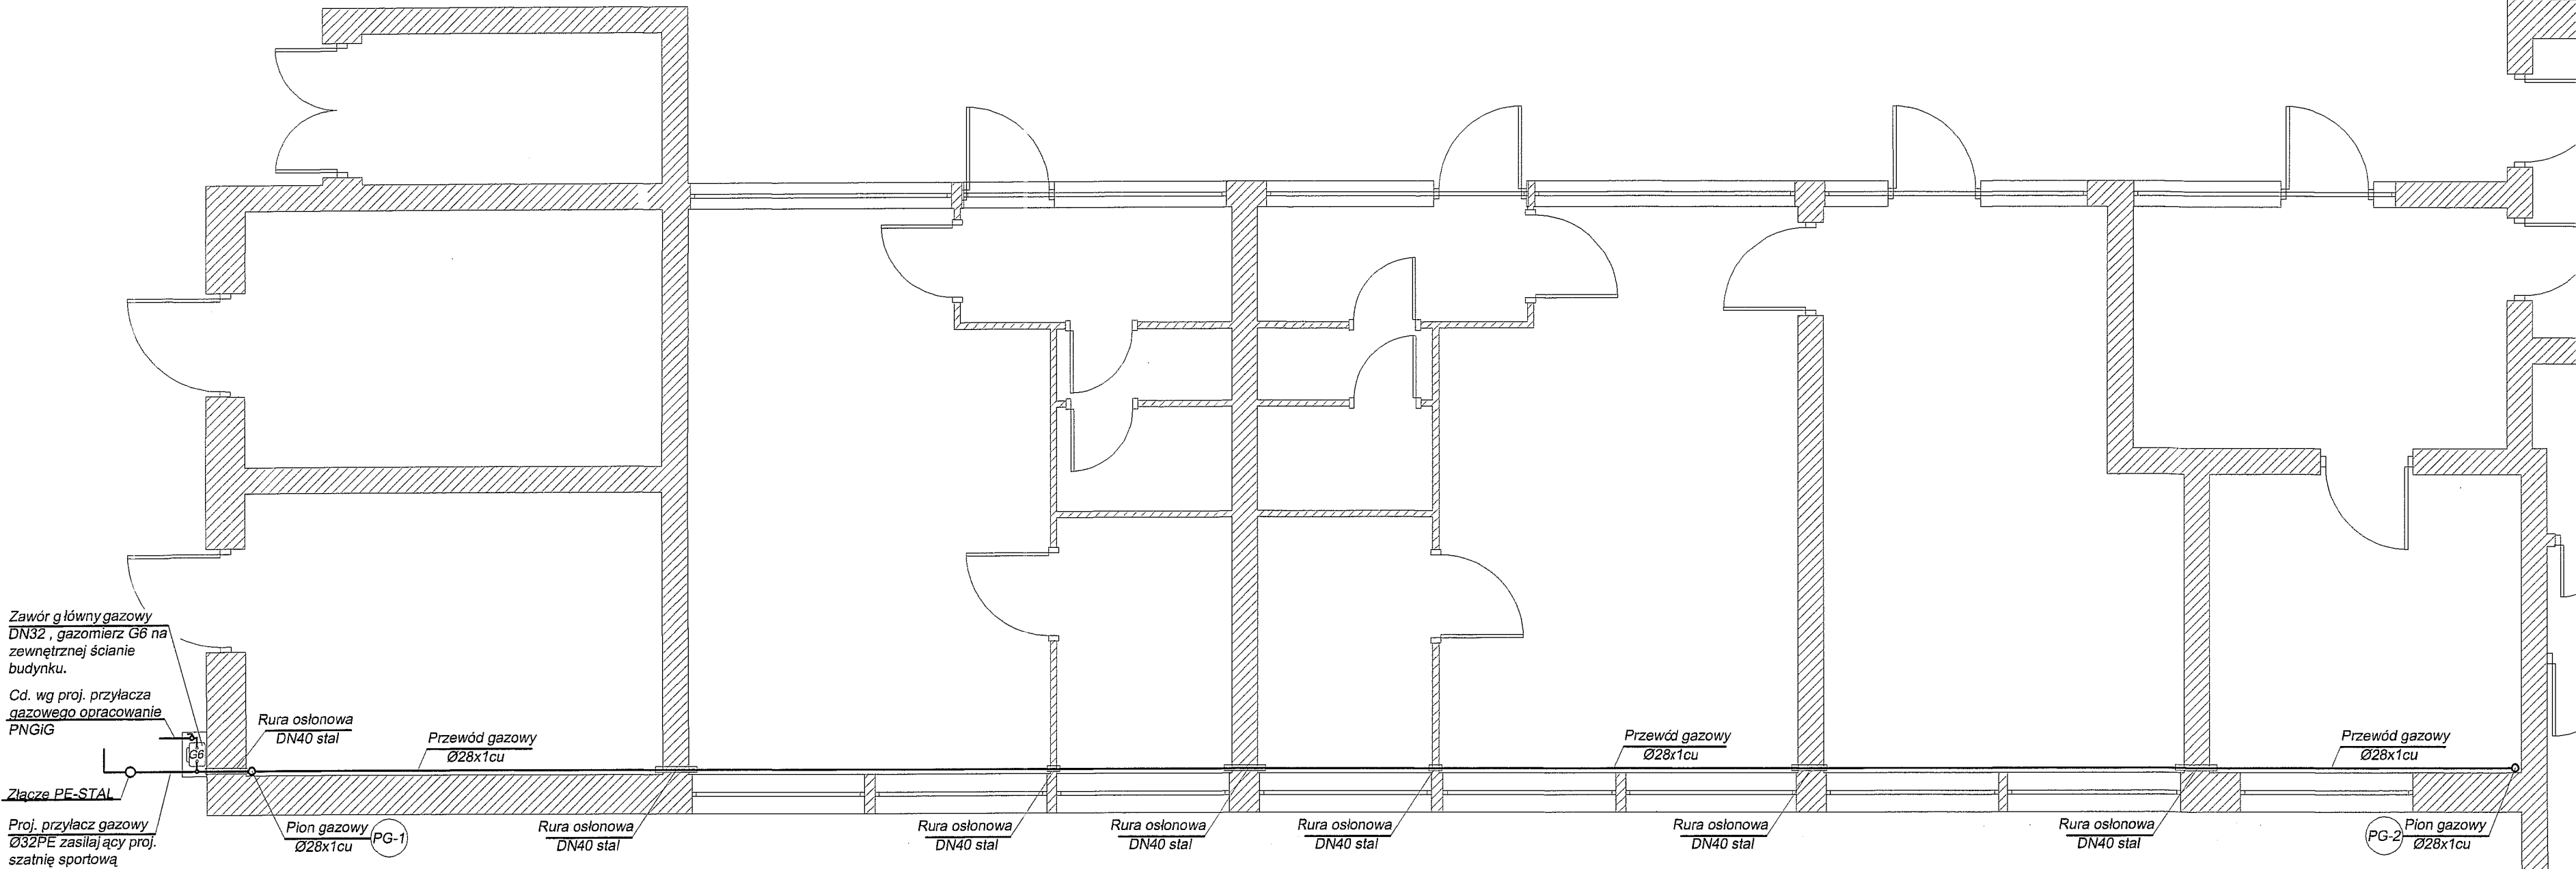 Zawór główny gazowy
DN32 , gazomierz G6 na
zewnętrznej ścianie
budynku.
Cd. wg proj. przyłacza
gazowego opracowanie
PNGiG
G6
Rura osłonowa
DN40 stal
Przewód gazowy
Ø28x1cu
Przewód gazowy
Ø28x1cu
Przewód gazowy
Ø28x1cu
Złącze PE-STAL
Proj. przyłacz gazowy
Ø32PE zasilający proj.
szatnię sportową
Pion gazowy
Ø28x1cu
PG-1
Rura osłonowa
DN40 stal
Rura osłonowa
DN40 stal
Rura osłonowa
DN40 stal
Rura osłonowa
DN40 stal
Rura osłonowa
DN40 stal
Rura osłonowa
DN40 stal
PG-2
Pion gazowy
Ø28x1cu